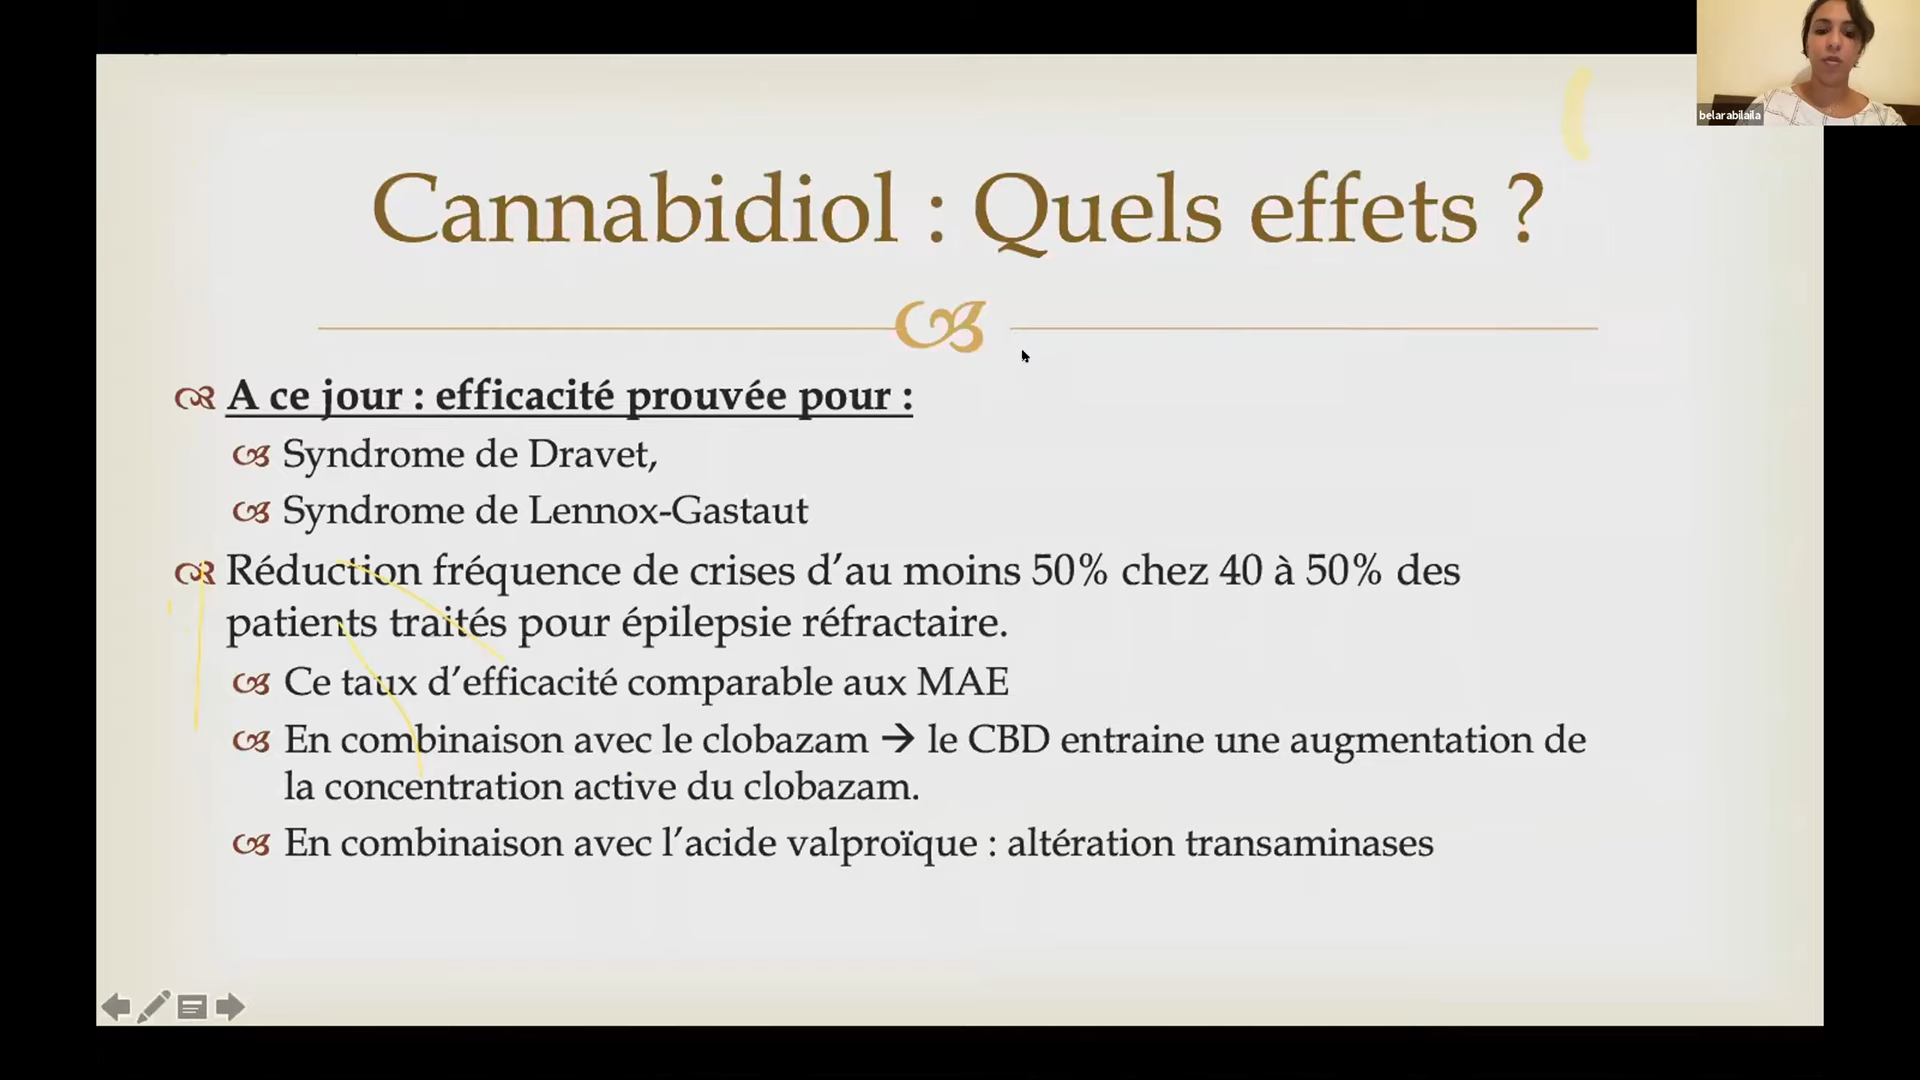 belarabilaila
Cannabidiol : Quels effets ?
A ce jour : efficacité prouvée pour :
Syndrome de Dravet,
Syndrome de Lennox-Gastaut
Réduction fréquence de crises d’au moins 50% chez 40 à 50% des
patients traités pour épilepsie réfractaire.
Ce taux d’efficacité comparable aux MAE
En combinaison avec le clobazam → le CBD entraine une augmentation de
la concentration active du clobazam.
En combinaison avec l’acide valproïque : altération transaminases